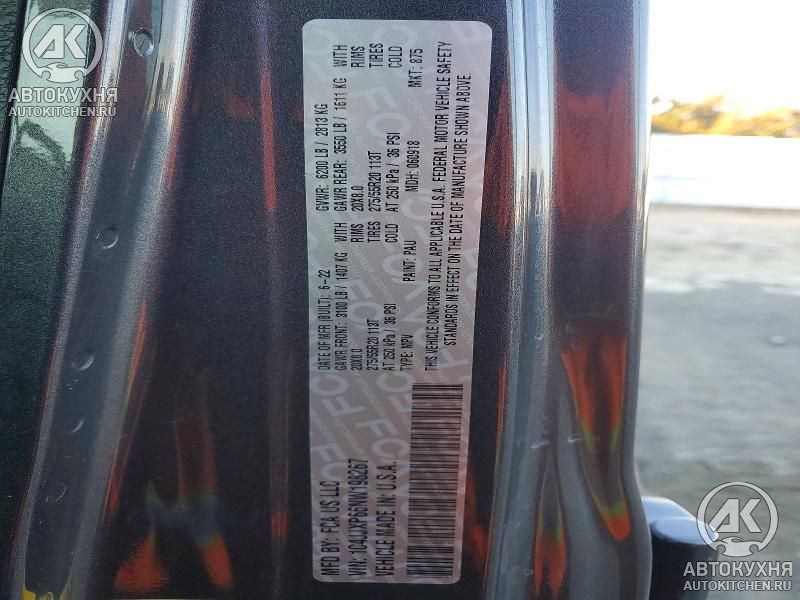 MFD BY: FCA US LLC
DATE OF MFR (BUILT): 6-22
GVWR: 6200 LB / 2813 KG
GAWR FRONT: 3100 LB / 1407 KG WITH
GAWR REAR: 3550 LB / 1611 KG WITH
20X8.0 RIMS
20X8.0 RIMS
275/55R20 113T TIRES
275/55R20 113T TIRES
AT 250 kPa / 36 PSI COLD
AT 250 kPa / 36 PSI COLD
VIN: 1C4JJXP66NW198267
TYPE: MPV
PAINT: PAU
MDH: 060918
MKT: 875
VEHICLE MADE IN: U.S.A.
THIS VEHICLE CONFORMS TO ALL APPLICABLE U.S.A. FEDERAL MOTOR VEHICLE SAFETY
STANDARDS IN EFFECT ON THE DATE OF MANUFACTURE SHOWN ABOVE.
АК
АВТОКУХНЯ
AUTOKITCHEN.RU
АК
АВТОКУХНЯ
AUTOKITCHEN.RU